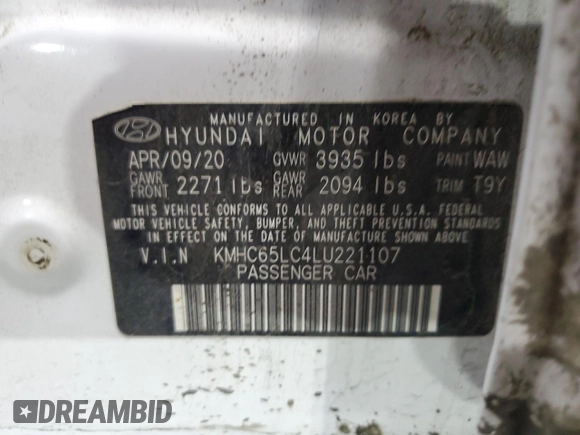 MANUFACTURED IN KOREA BY
HYUNDAI MOTOR COMPANY
APR/09/20 GVWR 3935 lbs PAINT WAW
GAWR FRONT 2271 lbs GAWR REAR 2094 lbs TRIM T9Y
THIS VEHICLE CONFORMS TO ALL APPLICABLE U.S.A. FEDERAL
MOTOR VEHICLE SAFETY, BUMPER, AND THEFT PREVENTION STANDARDS
IN EFFECT ON THE DATE OF MANUFACTURE SHOWN ABOVE
V.I.N KMHC65LC4LU221107
PASSENGER CAR
DREAMBID